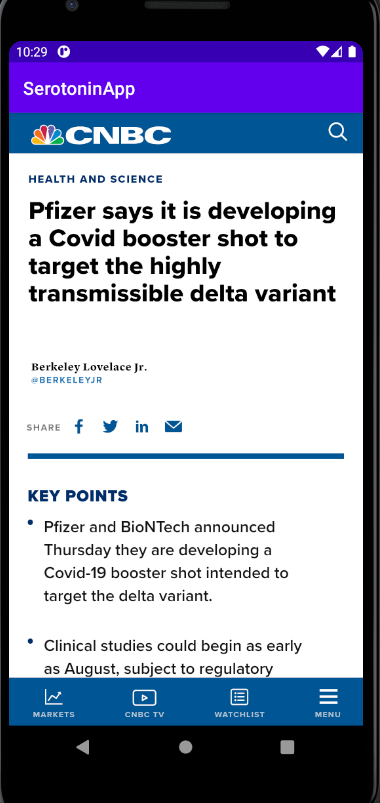 10:29
SerotoninApp
CNBC
HEALTH AND SCIENCE
Pfizer says it is developing
a Covid booster shot to
target the highly
transmissible delta variant
Berkeley Lovelace Jr.
@BERKELEYJR
SHARE
KEY POINTS
• Pfizer and BioNTech announced
Thursday they are developing a
Covid-19 booster shot intended to
target the delta variant.
• Clinical studies could begin as early
as August, subject to regulatory
MARKETS CNBC TV WATCHLIST MENU